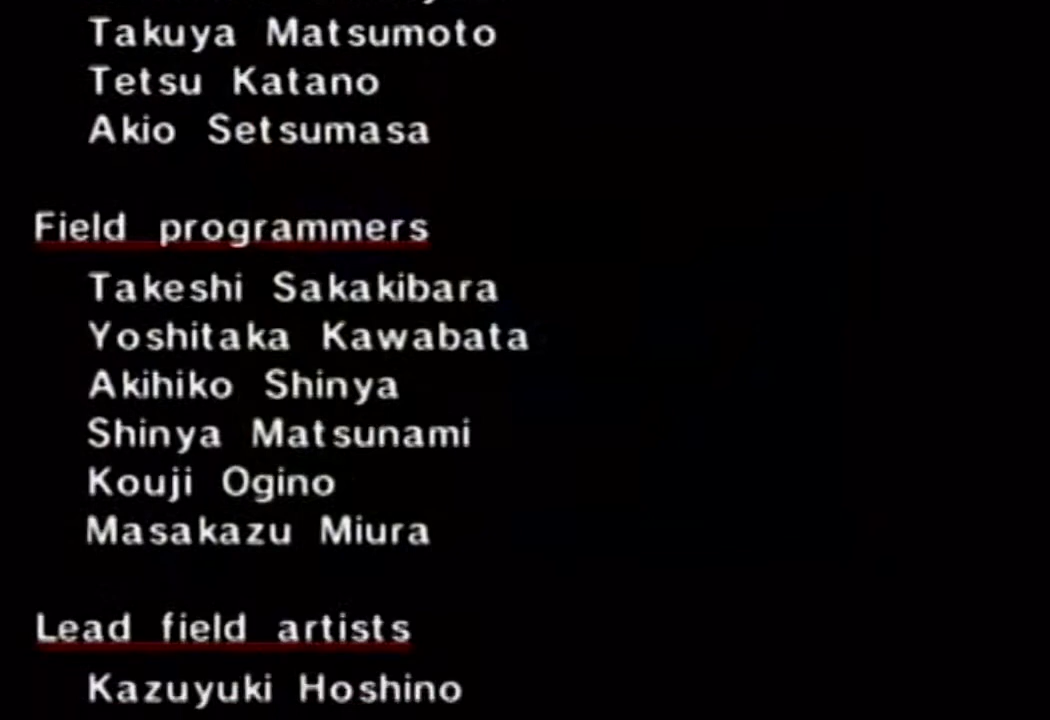 Takuya Matsumoto
Tetsu Katano
Akio Setsumasa
Field programmers
Takeshi Sakakibara
Yoshitaka Kawabata
Akihiko Shinya
Shinya Matsunami
Kouji Ogino
Masakazu Miura
Lead field artists
Kazuyuki Hoshino